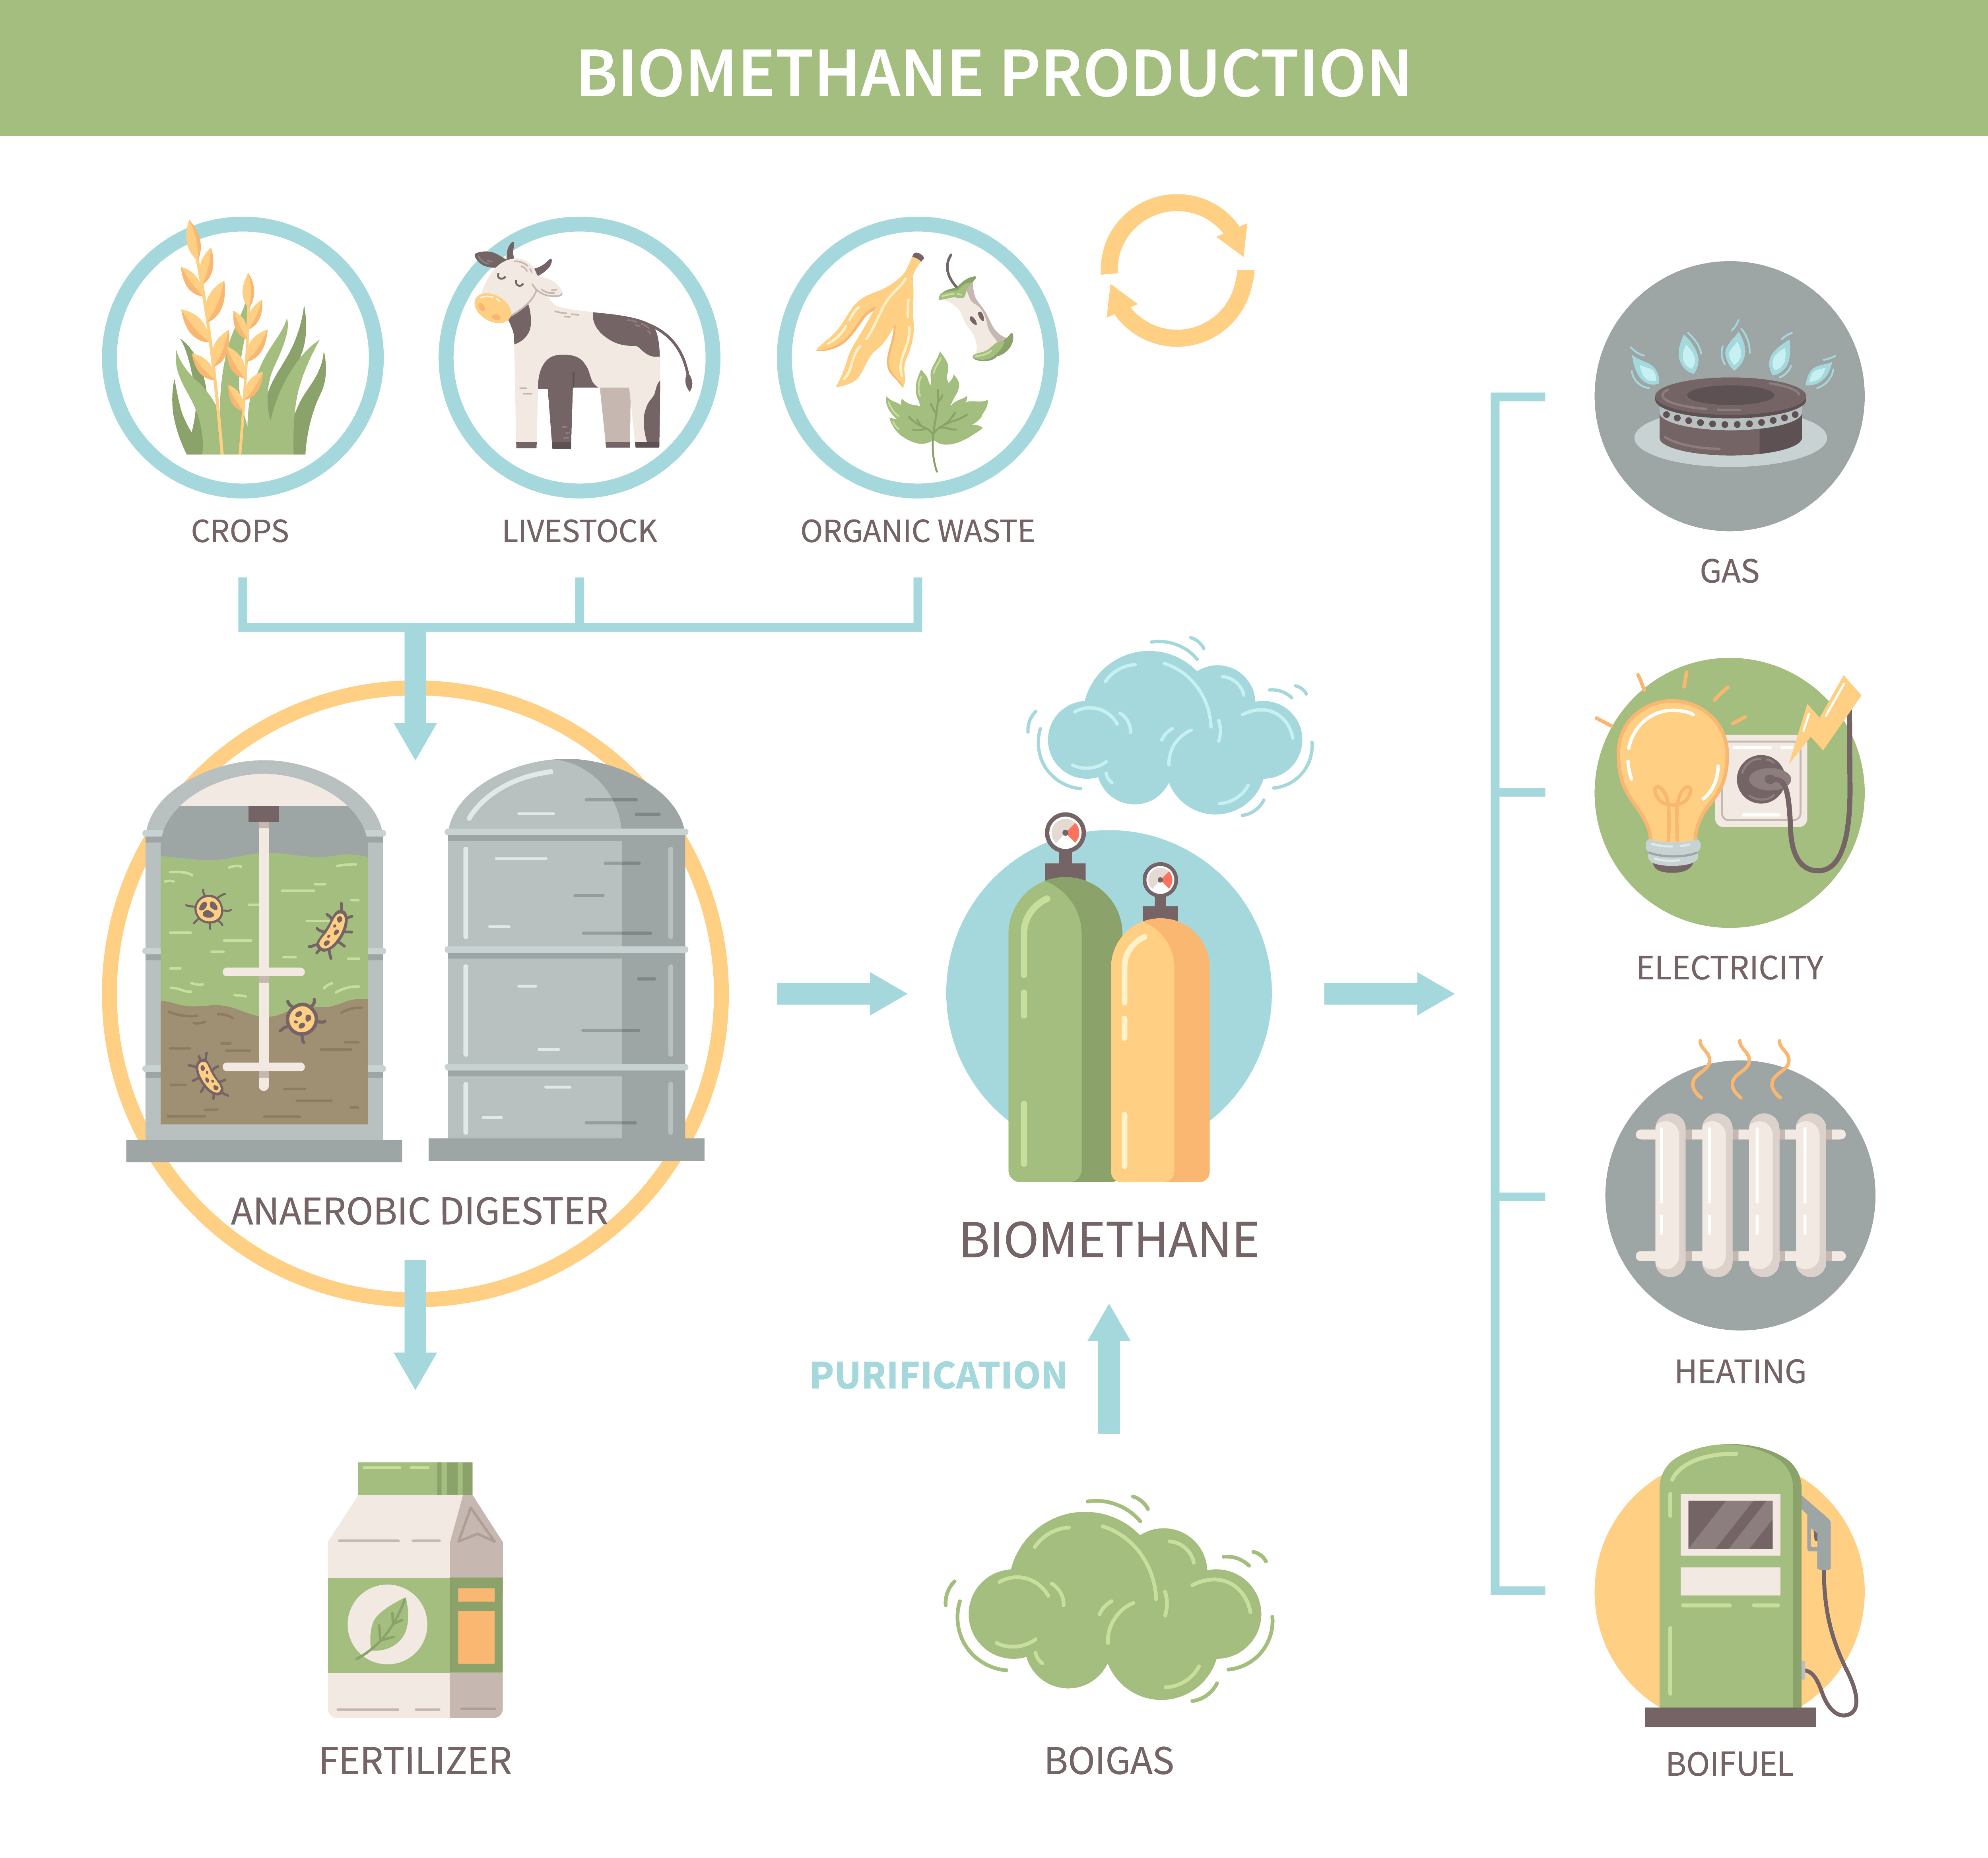 BIOMETHANE PRODUCTION
CROPS
LIVESTOCK
ORGANIC WASTE
ANAEROBIC DIGESTER
FERTILIZER
BIOMETHANE
PURIFICATION
BOIGAS
GAS
ELECTRICITY
HEATING
BOIFUEL